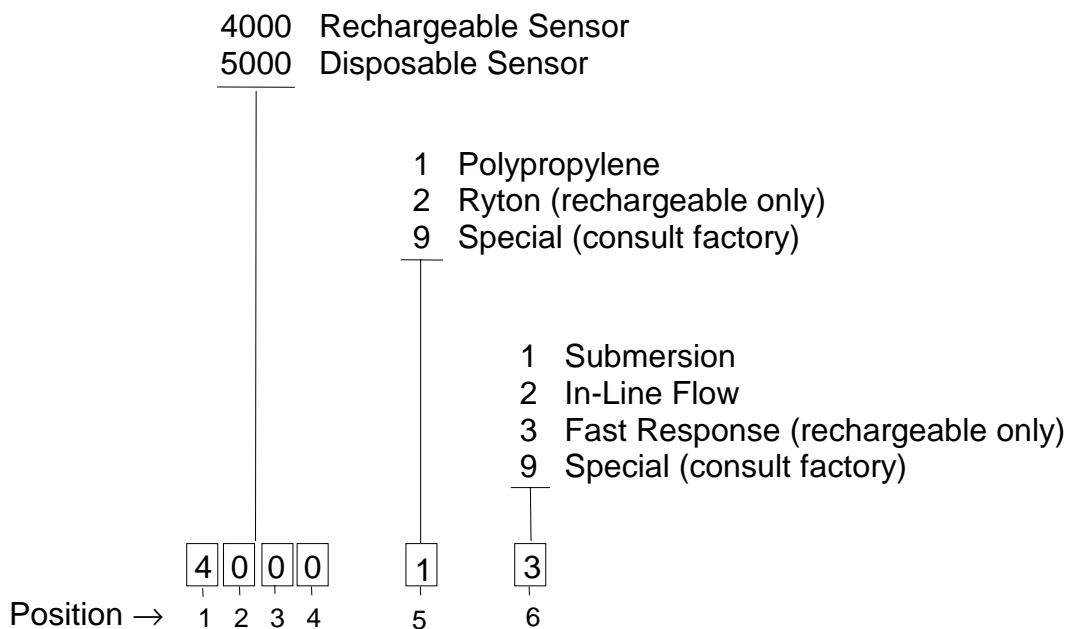 4000 Rechargeable Sensor
5000 Disposable Sensor
1 Polypropylene
2 Ryton (rechargeable only)
9 Special (consult factory)
1 Submersion
2 In-Line Flow
3 Fast Response (rechargeable only)
9 Special (consult factory)
4 0 0 0 1 3
Position → 1 2 3 4 5 6